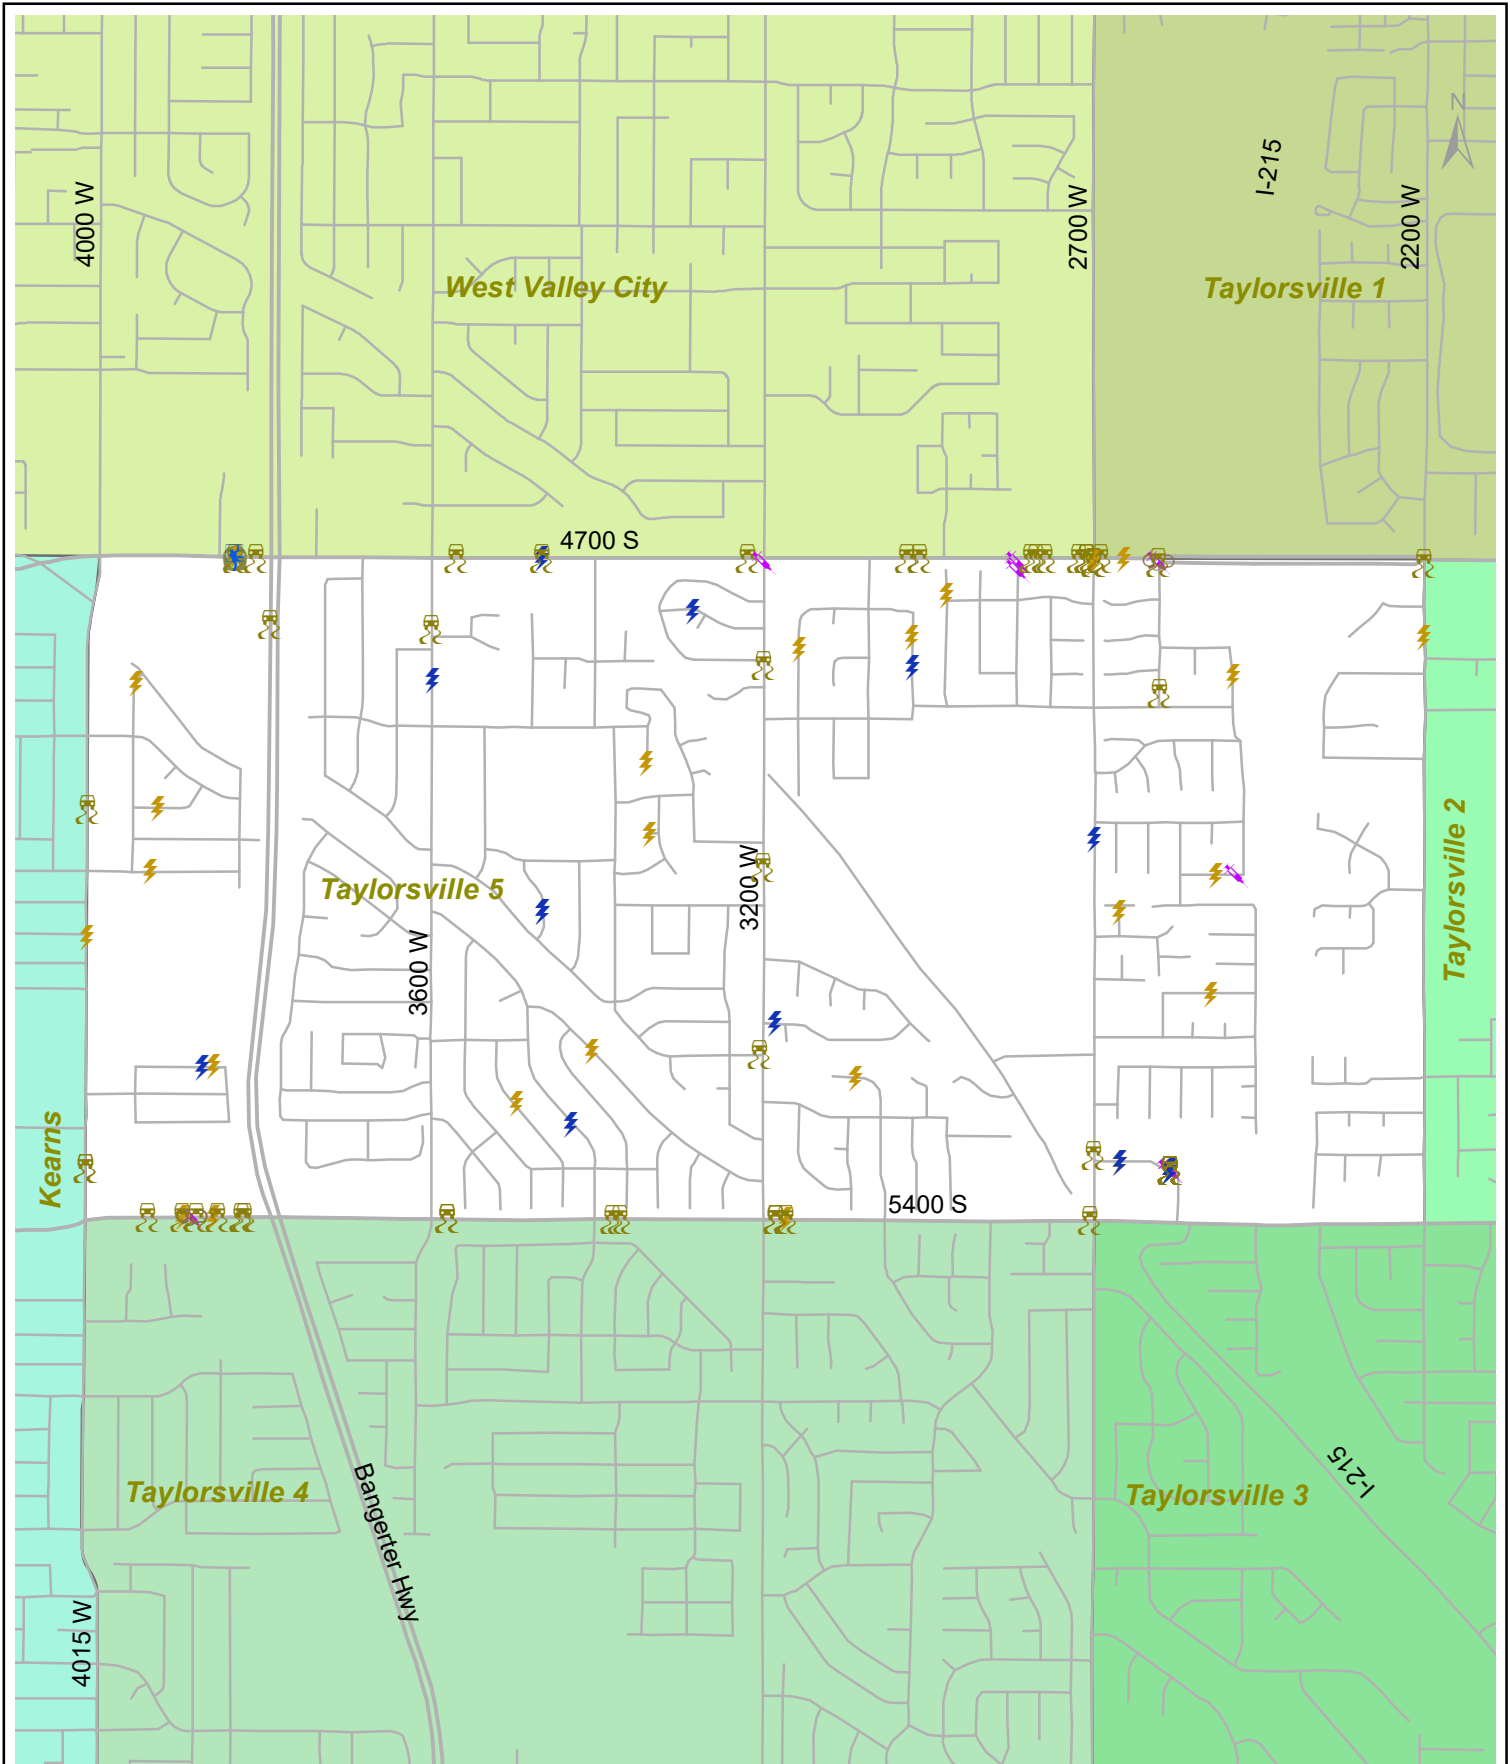 N
I-215
4000 W
2700 W
2200 W
West Valley City
Taylorsville 1
4700 S
Taylorsville 2
3200 W
Taylorsville 5
3600 W
Kearns
5400 S
I-215
Taylorsville 4
Taylorsville 3
Bangerter Hwy
4015 W